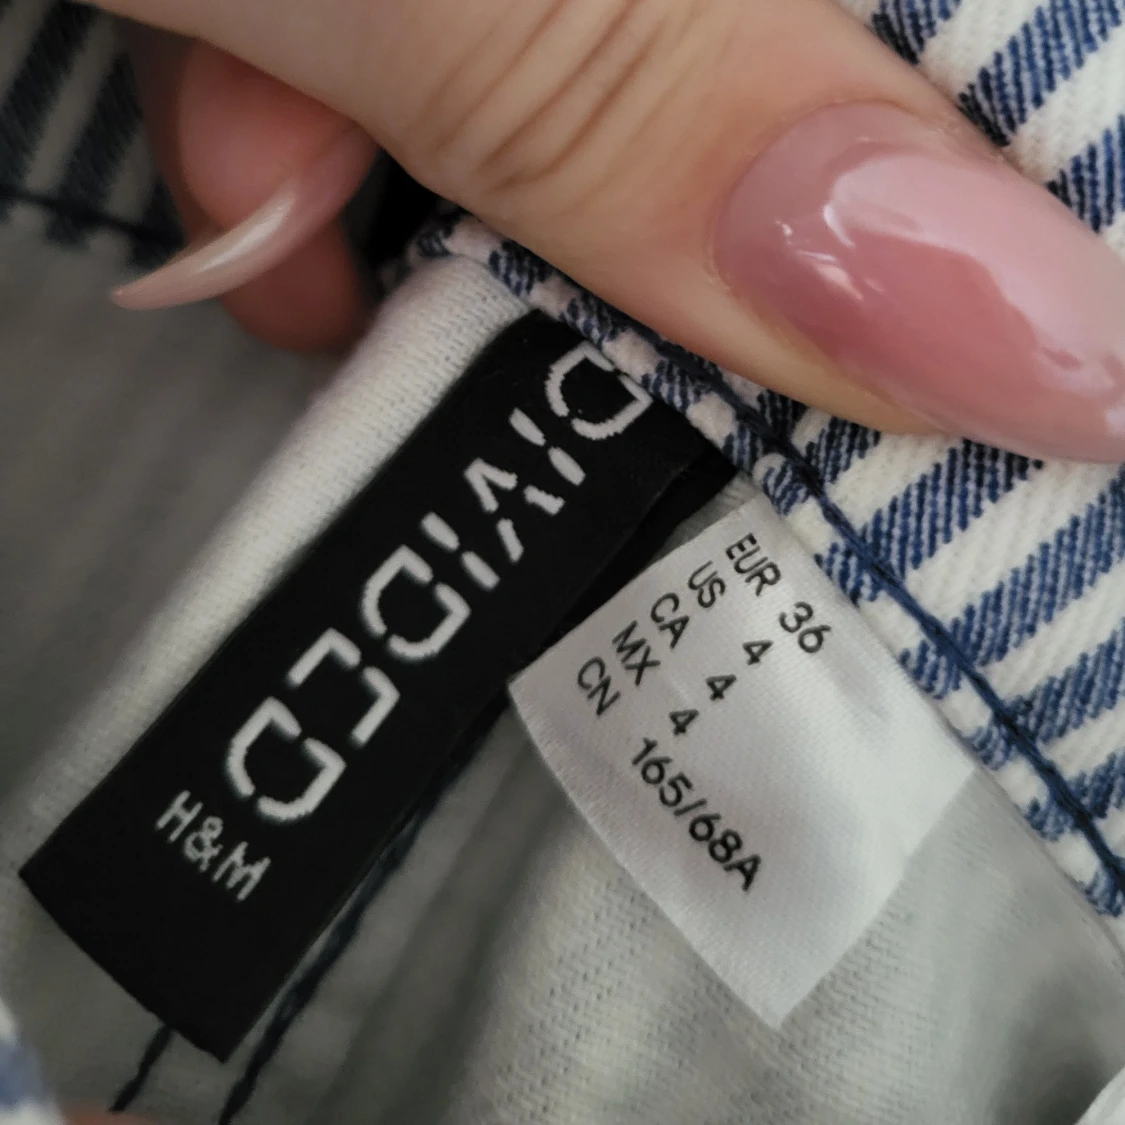 DIVIDED
H&M
EUR 36
US 4
CA 4
MX 4
CN 165/68A